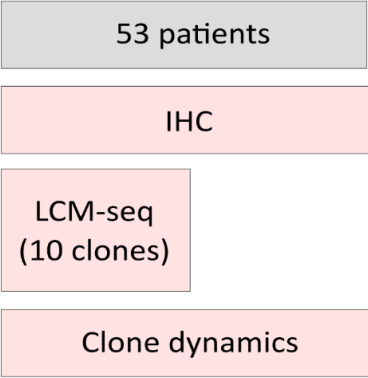 53 patients
IHC
LCM-seq
(10 clones)
Clone dynamics